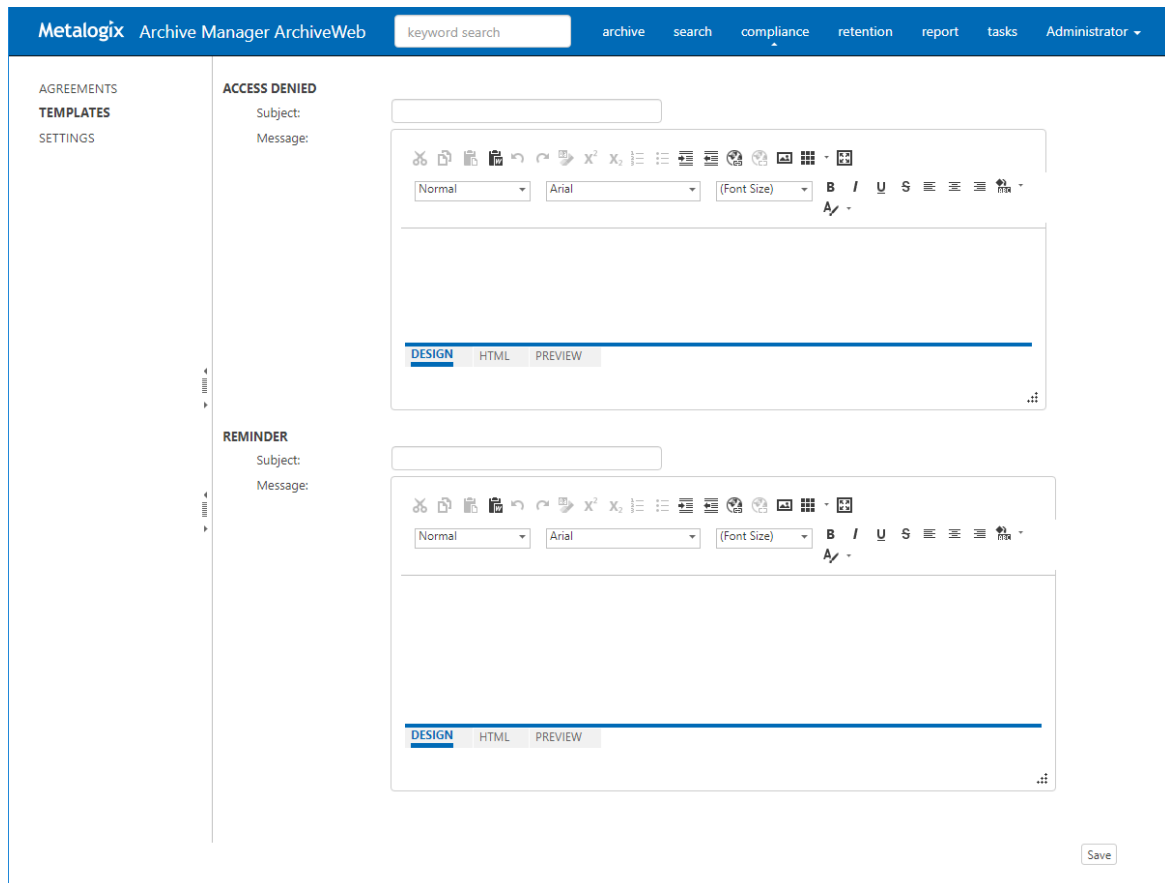 Metalogix Archive Manager ArchiveWeb keyword search archive search compliance retention report tasks Administrator
AGREEMENTS
TEMPLATES
SETTINGS
ACCESS DENIED
Subject:
Message:
Normal Arial (Font Size) B I U S
A
DESIGN HTML PREVIEW
REMINDER
Subject:
Message:
Normal Arial (Font Size) B I U S
A
DESIGN HTML PREVIEW
Save